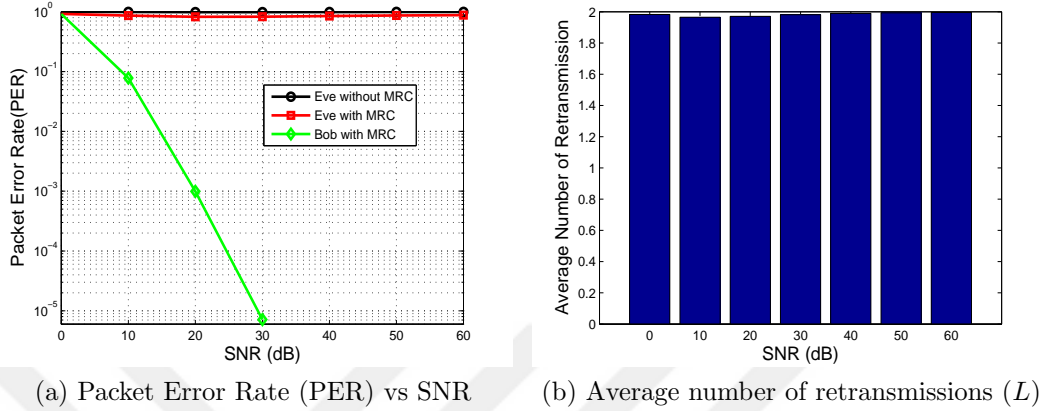 10^0
10^−1
10^−2
10^−3
10^−4
10^−5
Packet Error Rate(PER)
Eve without MRC
Eve with MRC
Bob with MRC
0 10 20 30 40 50 60
SNR (dB)
2
1.8
1.6
1.4
1.2
1
0.8
0.6
0.4
0.2
0
Average Number of Retransmission
0 10 20 30 40 50 60
SNR (dB)
(a) Packet Error Rate (PER) vs SNR
(b) Average number of retransmissions (L)